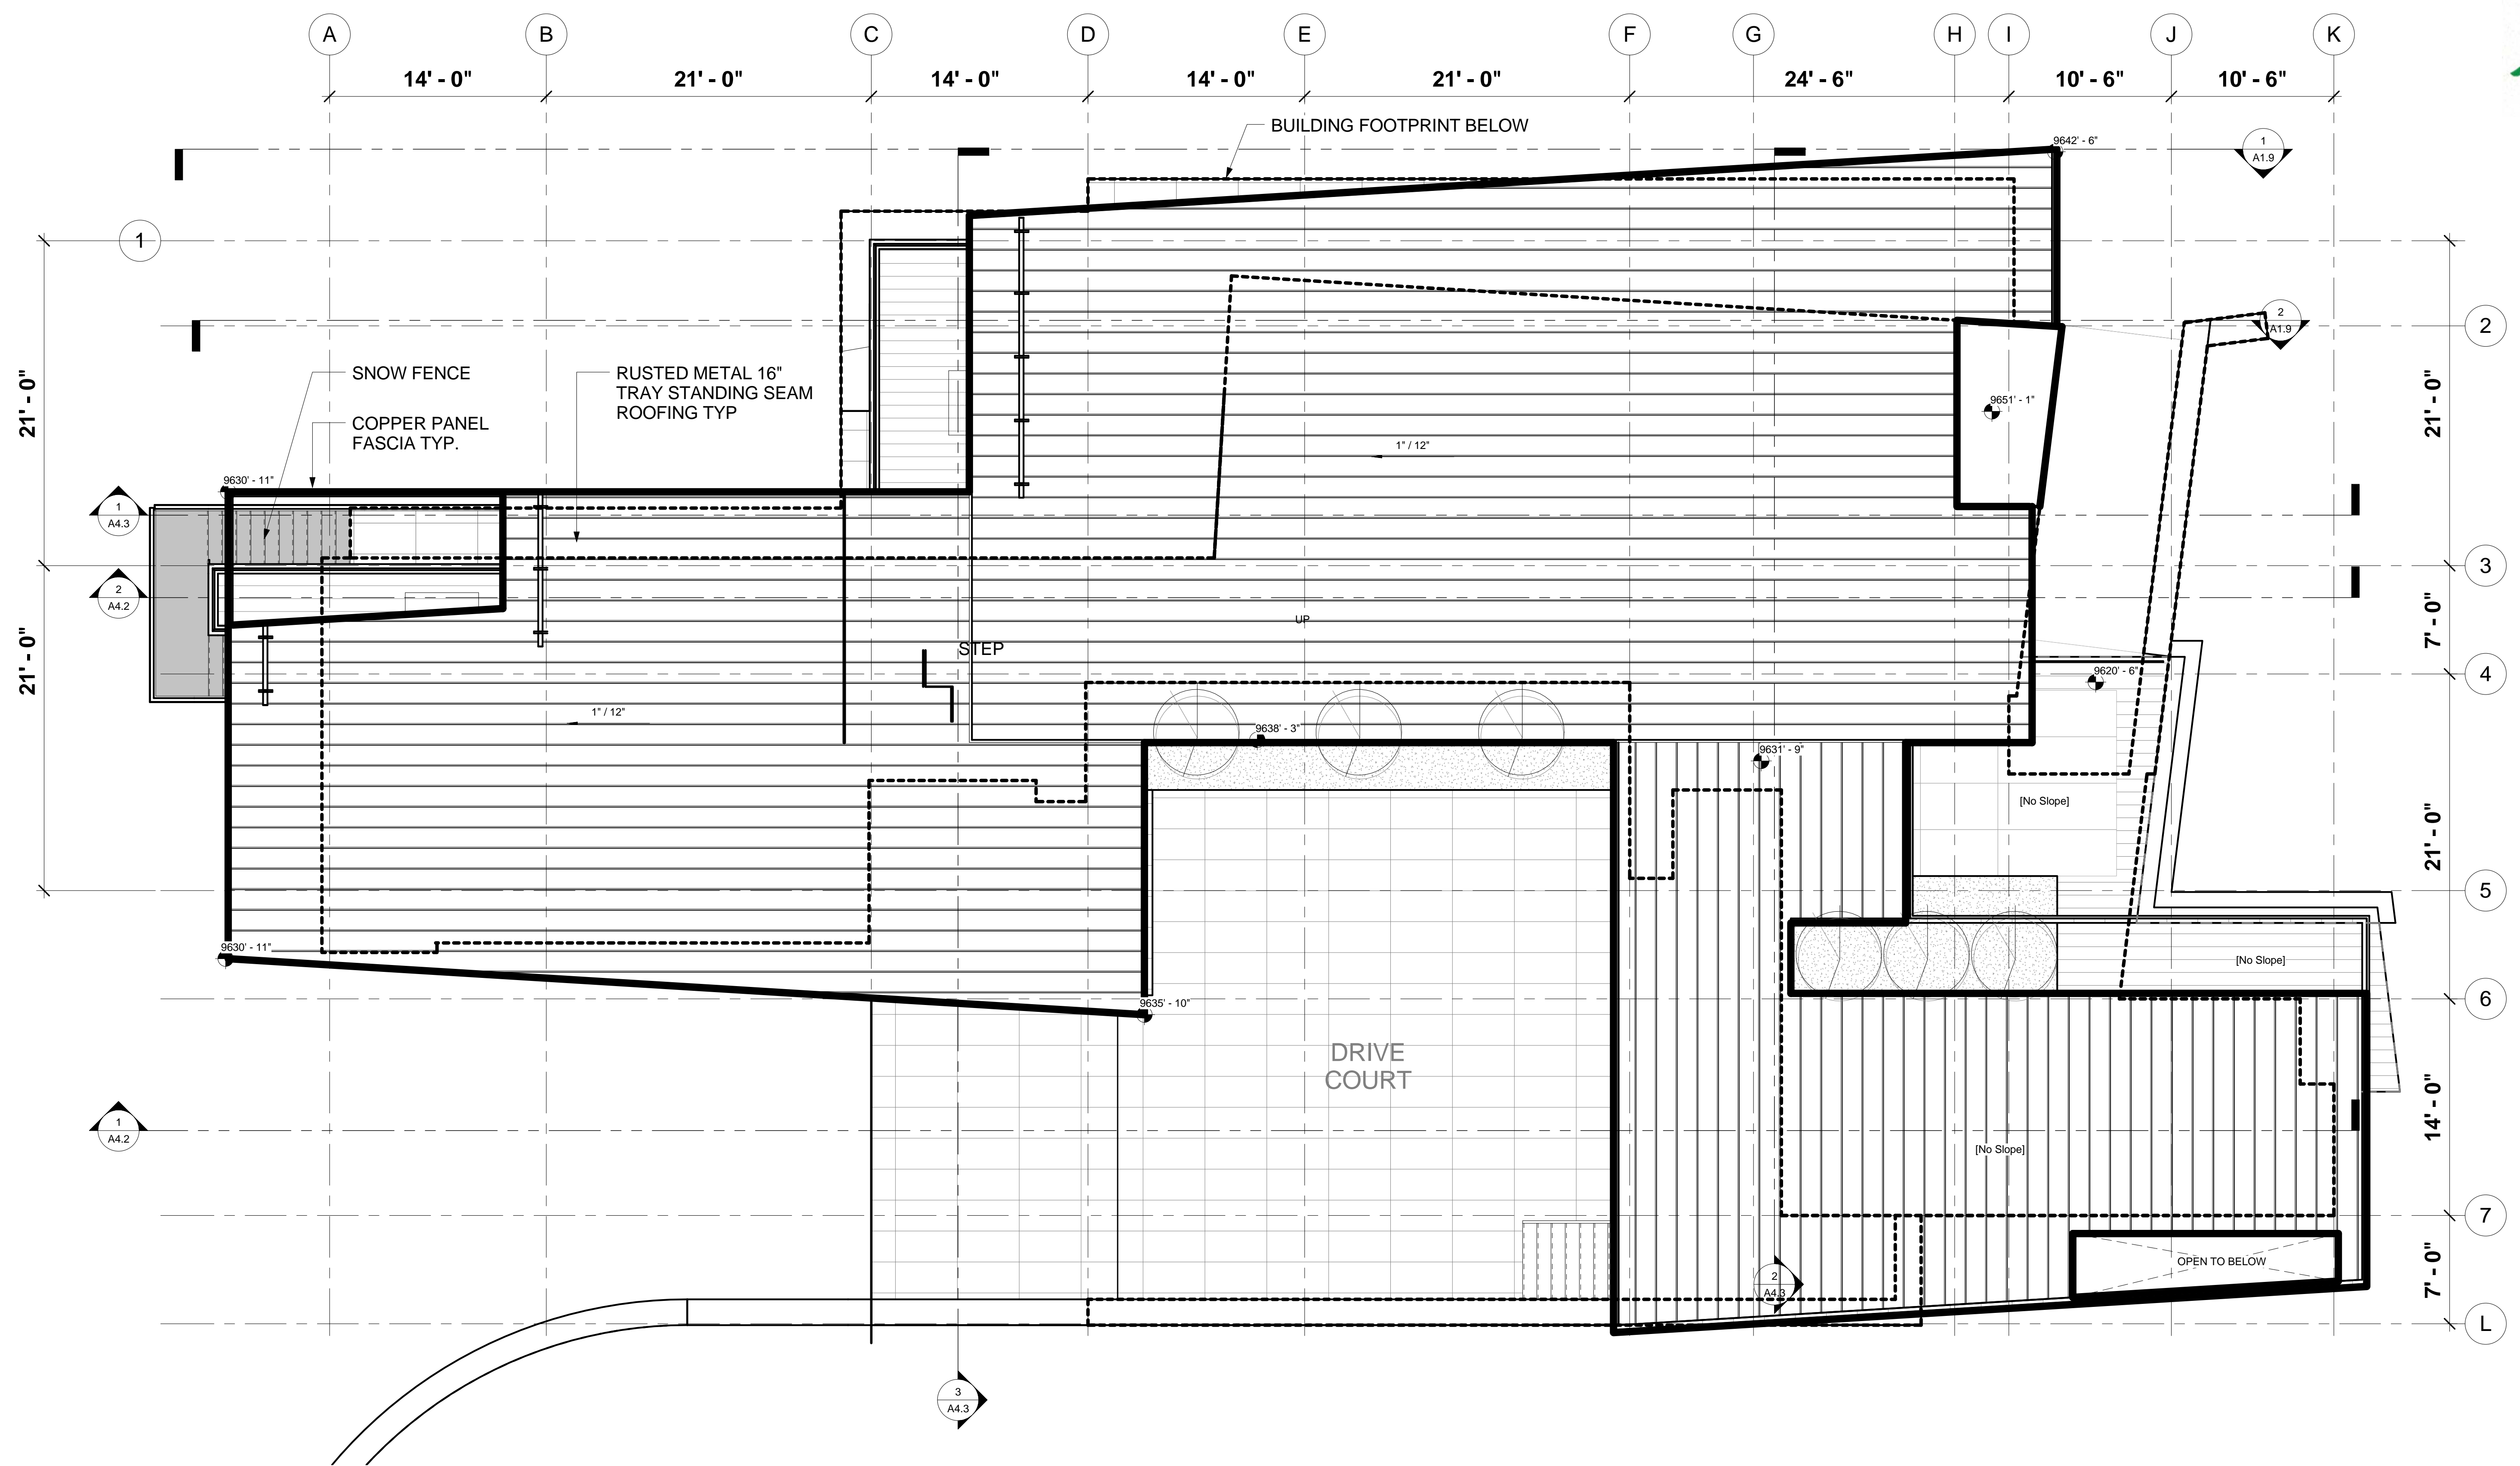 A B C D E F G H I J K
14' - 0" 21' - 0" 14' - 0" 14' - 0" 21' - 0" 24' - 6" 10' - 6" 10' - 6"
BUILDING FOOTPRINT BELOW
9642' - 6"
1
A1.9
1
2
A1.9
2
21' - 0"
SNOW FENCE
COPPER PANEL
FASCIA TYP.
RUSTED METAL 16"
TRAY STANDING SEAM
ROOFING TYP
9651' - 1"
1" / 12"
21' - 0"
9630' - 11"
1
A4.3
3
2
A4.2
UP
STEP
7' - 0"
21' - 0"
9620' - 6"
4
1" / 12"
9638' - 3"
9631' - 9"
[No Slope]
21' - 0"
5
9630' - 11"
[No Slope]
9635' - 10"
6
DRIVE
COURT
1
A4.2
[No Slope]
14' - 0"
7
OPEN TO BELOW
2
A4.3
7' - 0"
L
3
A4.3